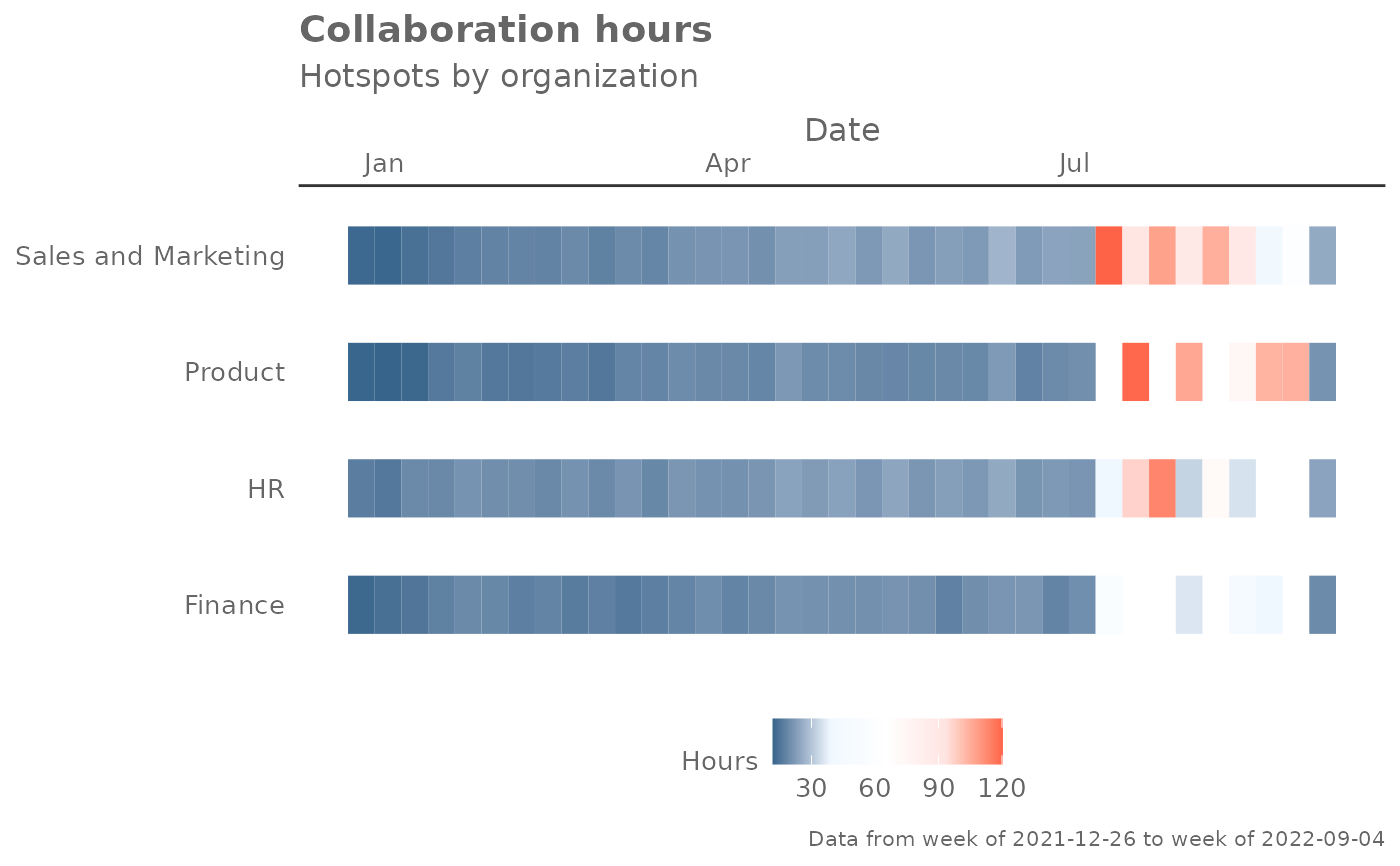 Collaboration hours
Hotspots by organization
Date
Jan Apr Jul
Sales and Marketing
Product
HR
Finance
Hours
30 60 90 120
Data from week of 2021-12-26 to week of 2022-09-04